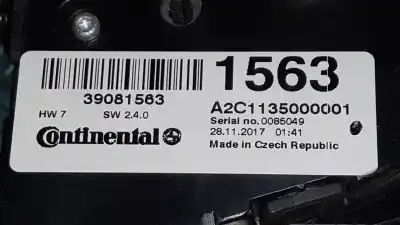 1563
39081563
A2C1135000001
HW 7 SW 2.4.0
Serial no.0085049
28.11.2017 01:41
Continental
Made in Czech Republic